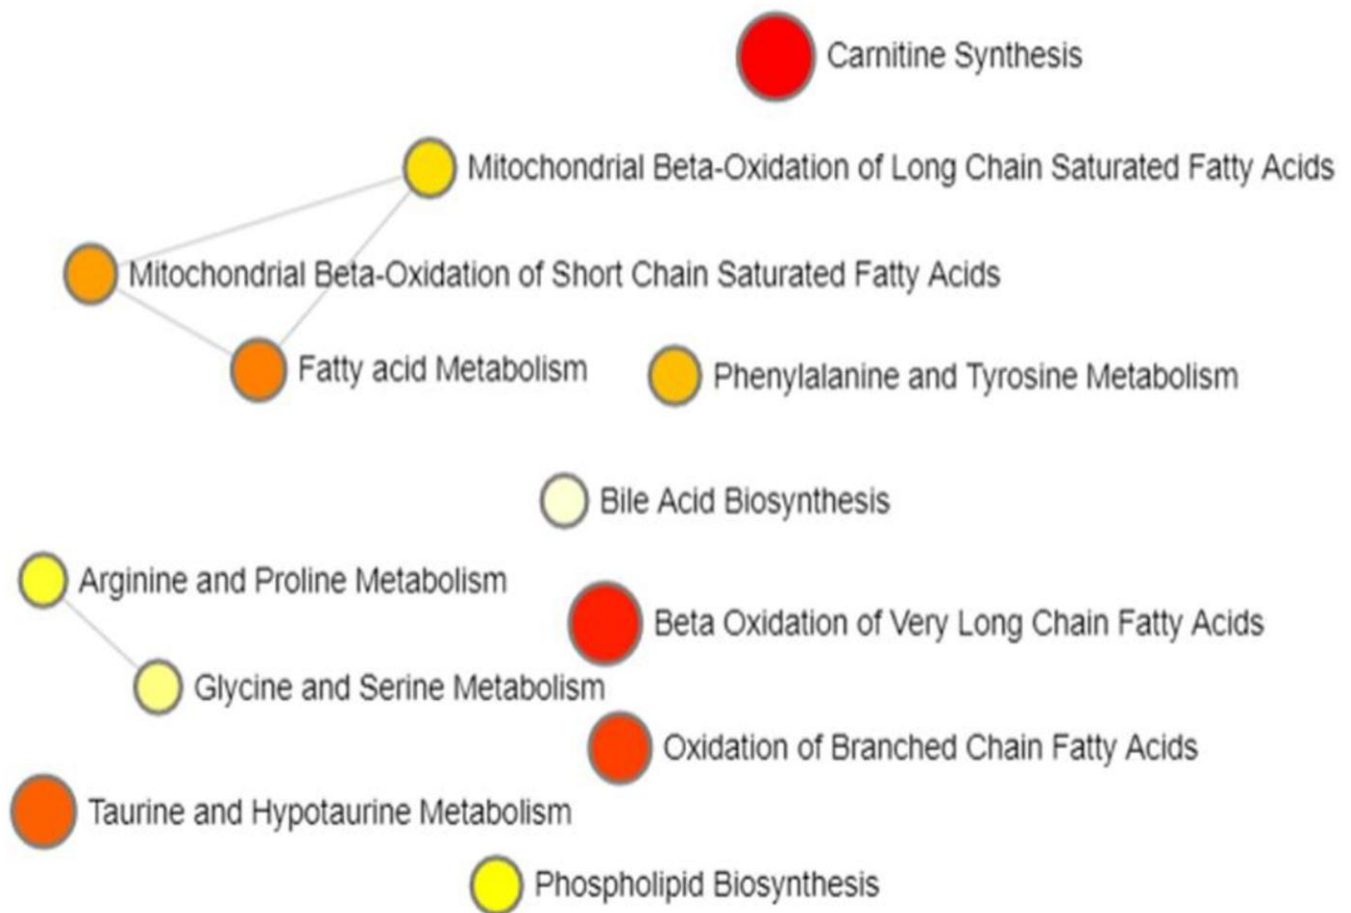 Carnitine Synthesis
Mitochondrial Beta-Oxidation of Long Chain Saturated Fatty Acids
Mitochondrial Beta-Oxidation of Short Chain Saturated Fatty Acids
Fatty acid Metabolism
Phenylalanine and Tyrosine Metabolism
Bile Acid Biosynthesis
Arginine and Proline Metabolism
Beta Oxidation of Very Long Chain Fatty Acids
Glycine and Serine Metabolism
Oxidation of Branched Chain Fatty Acids
Taurine and Hypotaurine Metabolism
Phospholipid Biosynthesis